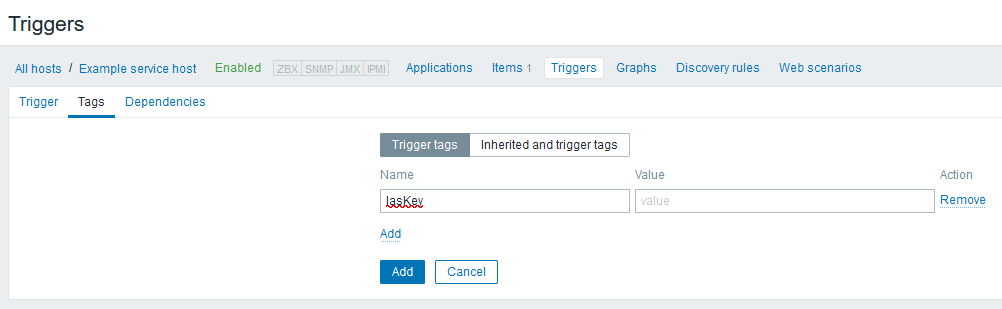 Triggers
All hosts / Example service host Enabled ZBX SNMP JMX IPMI Applications Items 1 Triggers Graphs Discovery rules Web scenarios
Trigger Tags Dependencies
Trigger tags Inherited and trigger tags
Name Value Action
IasKey value Remove
Add
Add Cancel